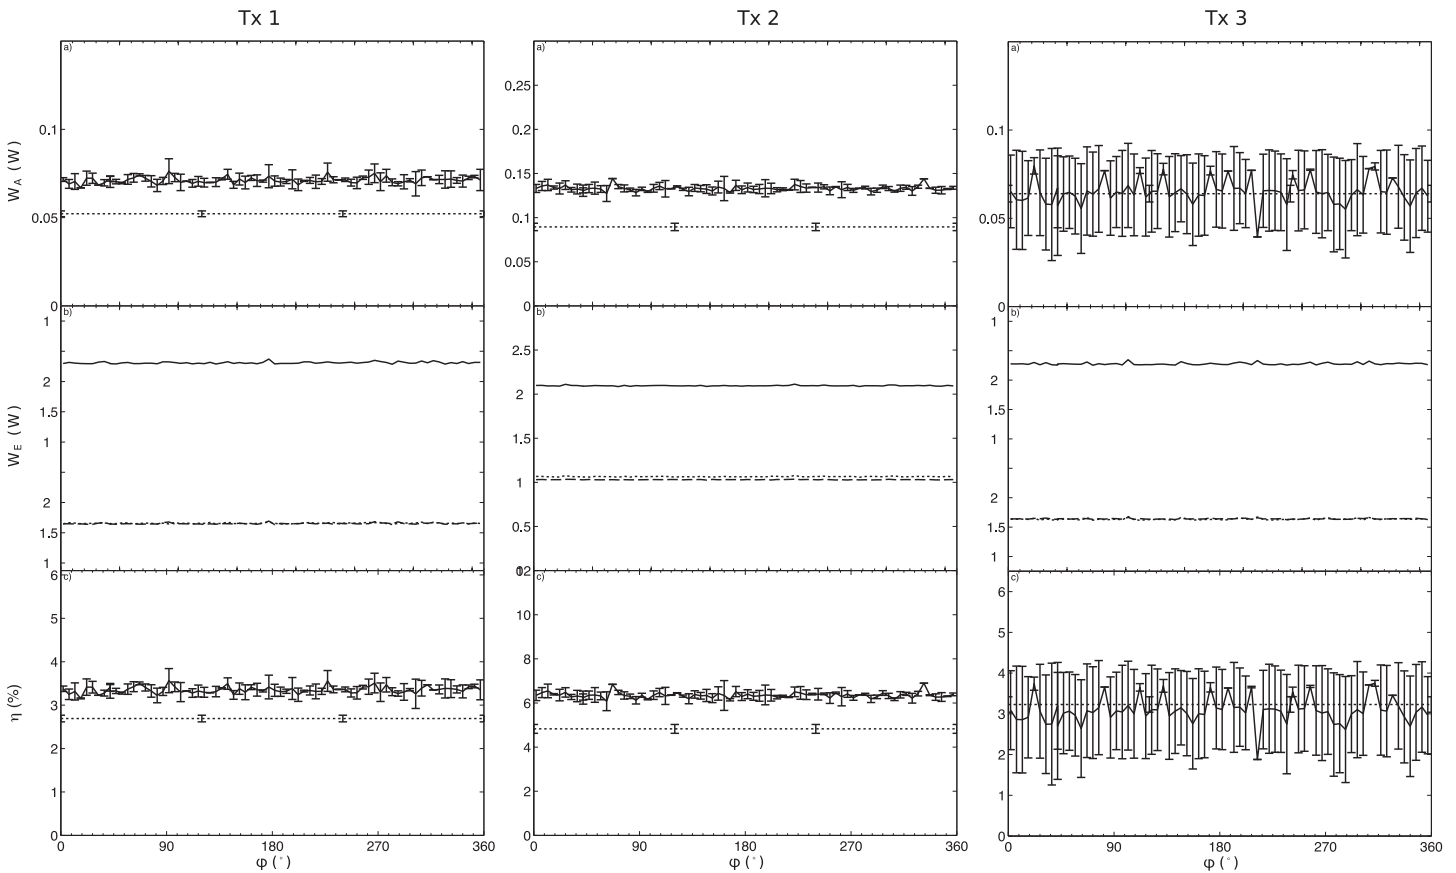 Tx 1 Tx 2 Tx 3
a) a) a)
0.1 0.05 0
W_A (W)
0.25 0.2 0.15 0.1 0.05 0
0.1 0.05 0
b) b) b)
1 2 1.5 1 2 1.5 1
W_E (W)
2.5 2 1.5 1 0.5 0
1 2 1.5 1 2 1.5 1
c) c) c)
6 5 4 3 2 1 0
η (%)
12 10 8 6 4 2 0
6 5 4 3 2 1 0
0 90 180 270 360 0 90 180 270 360 0 90 180 270 360
φ (°) φ (°) φ (°)